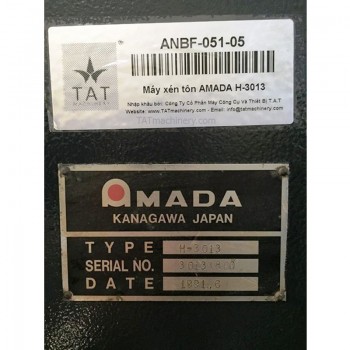 ANBF-051-05
Máy xén tôn AMADA H-3013
Nhập khẩu bởi: Công Ty Cổ Phần Máy Công Cụ Và Thiết Bị T.A.T
Website: www.TATmachinery.com - Email: info@tatmachinery.com
TAT
MACHINERY
AMADA
KANAGAWA JAPAN
TYPE H-3013
SERIAL NO.
DATE